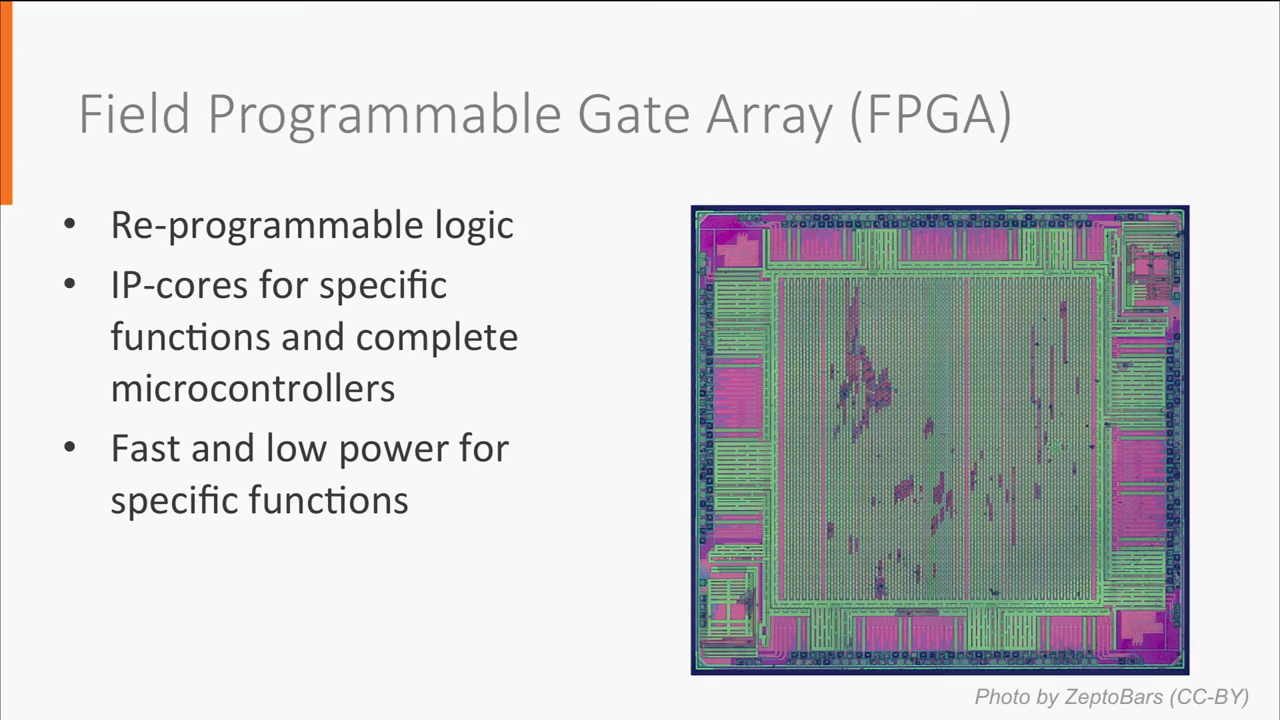 Field Programmable Gate Array (FPGA)
• Re-programmable logic
• IP-cores for specific
functions and complete
microcontrollers
• Fast and low power for
specific functions
Photo by ZeptoBars (CC-BY)